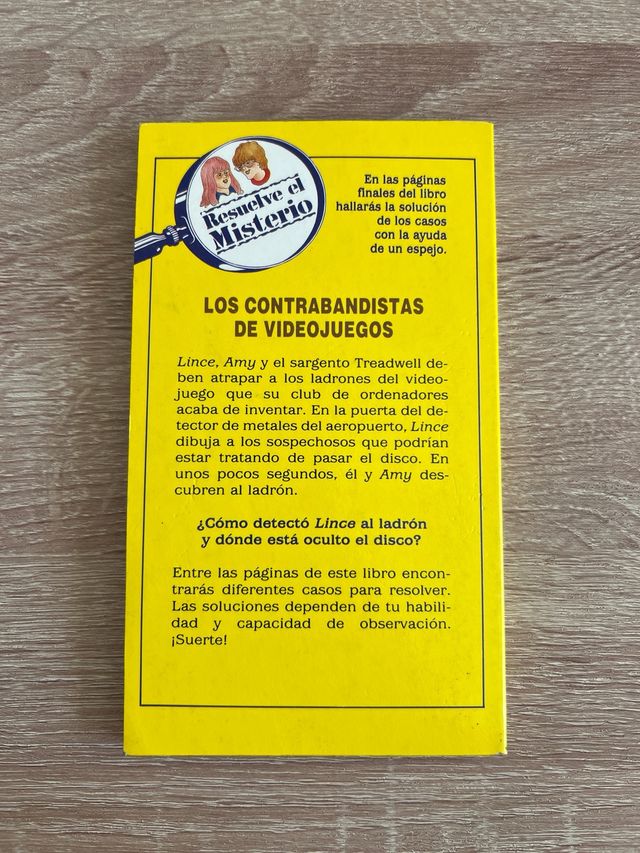 Resuelve el
Misterio
En las páginas
finales del libro
hallarás la solución
de los casos
con la ayuda
de un espejo.
LOS CONTRABANDISTAS
DE VIDEOJUEGOS
Lince, Amy y el sargento Treadwell de-
ben atrapar a los ladrones del video-
juego que su club de ordenadores
acaba de inventar. En la puerta del de-
tector de metales del aeropuerto, Lince
dibuja a los sospechosos que podrían
estar tratando de pasar el disco. En
unos pocos segundos, él y Amy des-
cubren al ladrón.
¿Cómo detectó Lince al ladrón
y dónde está oculto el disco?
Entre las páginas de este libro encon-
trarás diferentes casos para resolver.
Las soluciones dependen de tu habili-
dad y capacidad de observación.
¡Suerte!